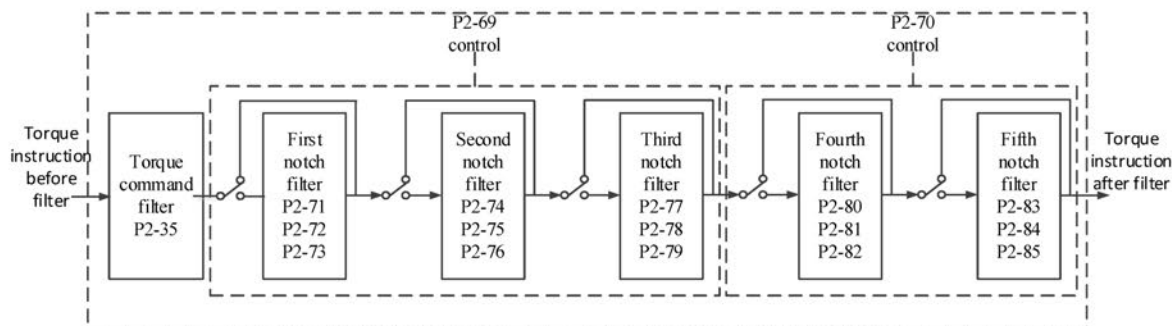 P2-69
control
P2-70
control
Torque
instruction
before
filter
Torque
command
filter
P2-35
First
notch
filter
P2-71
P2-72
P2-73
Second
notch
filter
P2-74
P2-75
P2-76
Third
notch
filter
P2-77
P2-78
P2-79
Fourth
notch
filter
P2-80
P2-81
P2-82
Fifth
notch
filter
P2-83
P2-84
P2-85
Torque
instruction
after filter